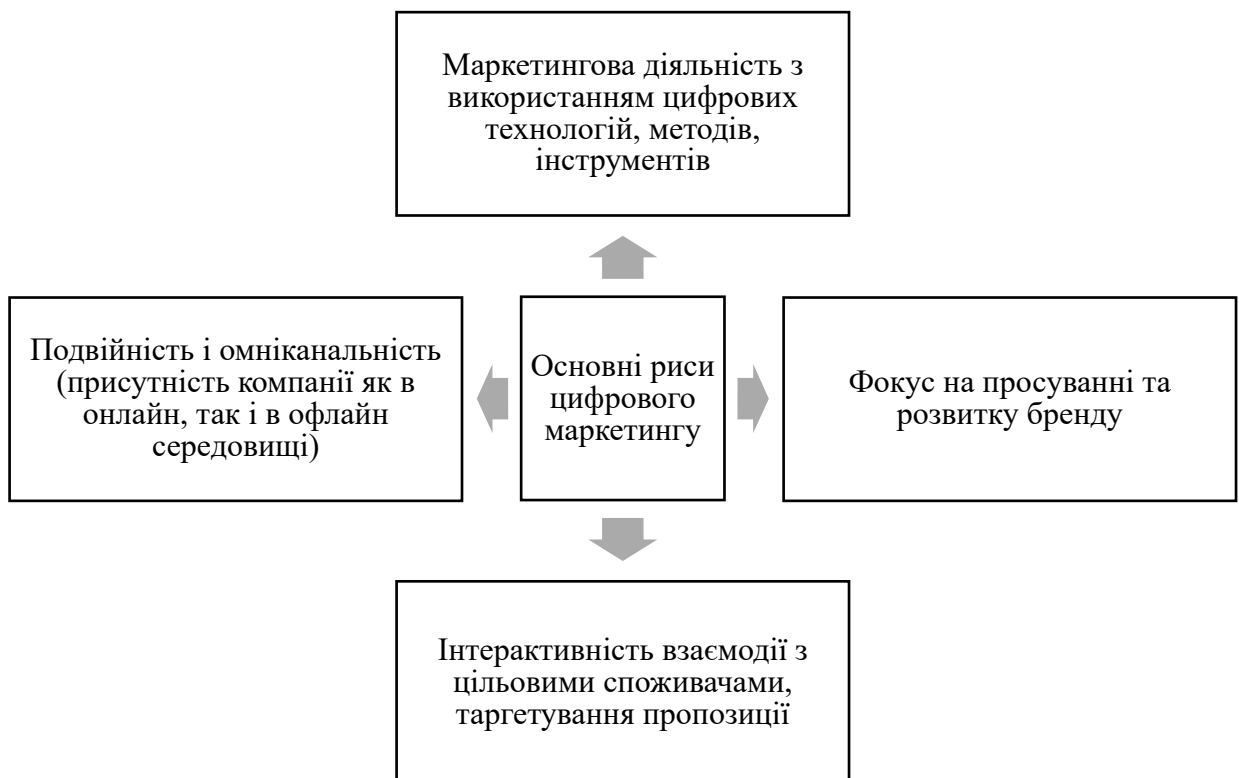 Маркетингова діяльність з
використанням цифрових
технологій, методів,
інструментів
Подвійність і омніканальність
(присутність компанії як в
онлайн, так і в офлайн
середовищі)
Основні риси
цифрового
маркетингу
Фокус на просуванні та
розвитку бренду
Інтерактивність взаємодії з
цільовими споживачами,
таргетування пропозиції